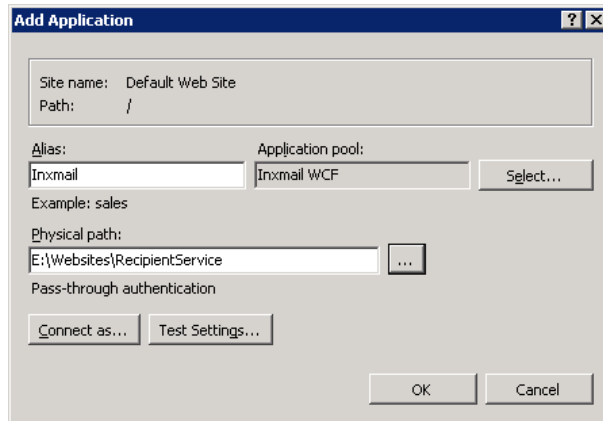 Add Application
Site name: Default Web Site
Path: /
Alias: Application pool:
Inxmail Inxmail WCF Select...
Example: sales
Physical path:
E:\Websites\RecipientService ...
Pass-through authentication
Connect as... Test Settings...
OK Cancel